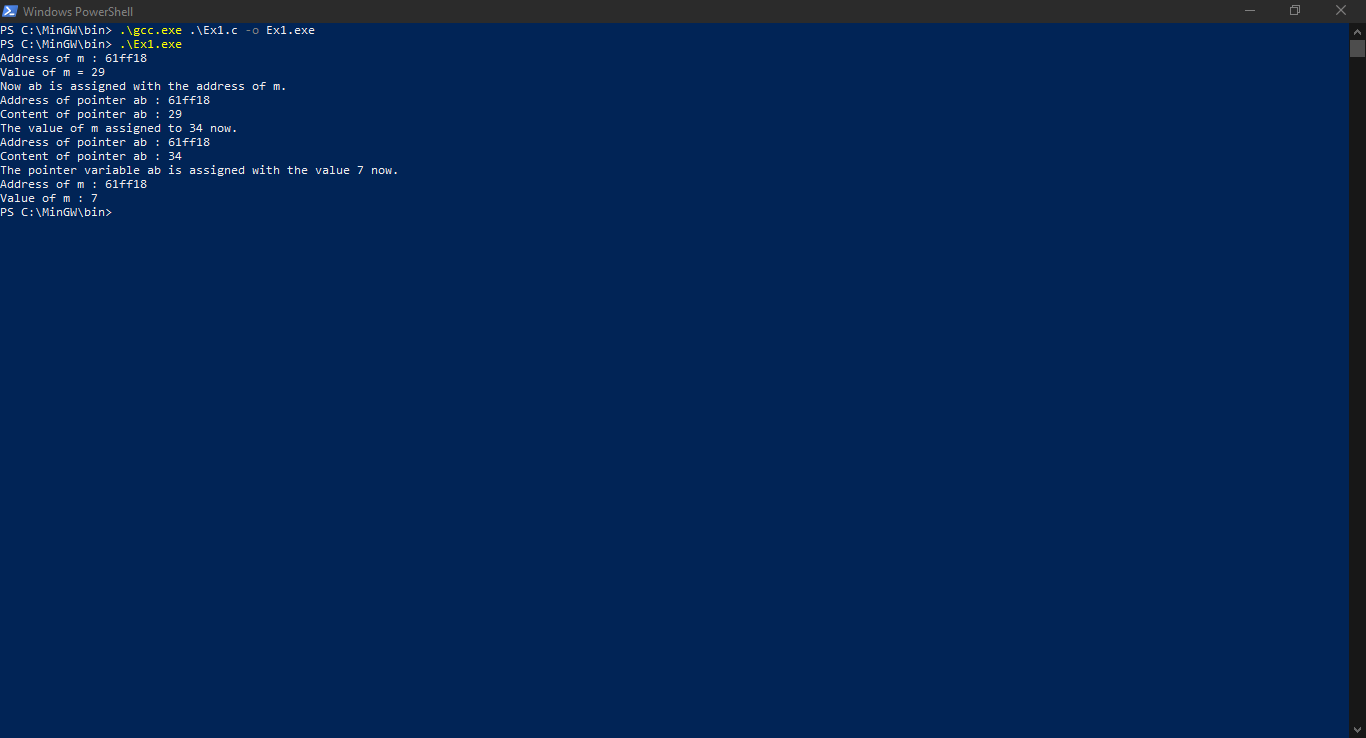 Windows PowerShell
PS C:\MinGW\bin> .\gcc.exe .\Ex1.c -o Ex1.exe
PS C:\MinGW\bin> .\Ex1.exe
Address of m : 61ff18
Value of m = 29
Now ab is assigned with the address of m.
Address of pointer ab : 61ff18
Content of pointer ab : 29
The value of m assigned to 34 now.
Address of pointer ab : 61ff18
Content of pointer ab : 34
The pointer variable ab is assigned with the value 7 now.
Address of m : 61ff18
Value of m : 7
PS C:\MinGW\bin>